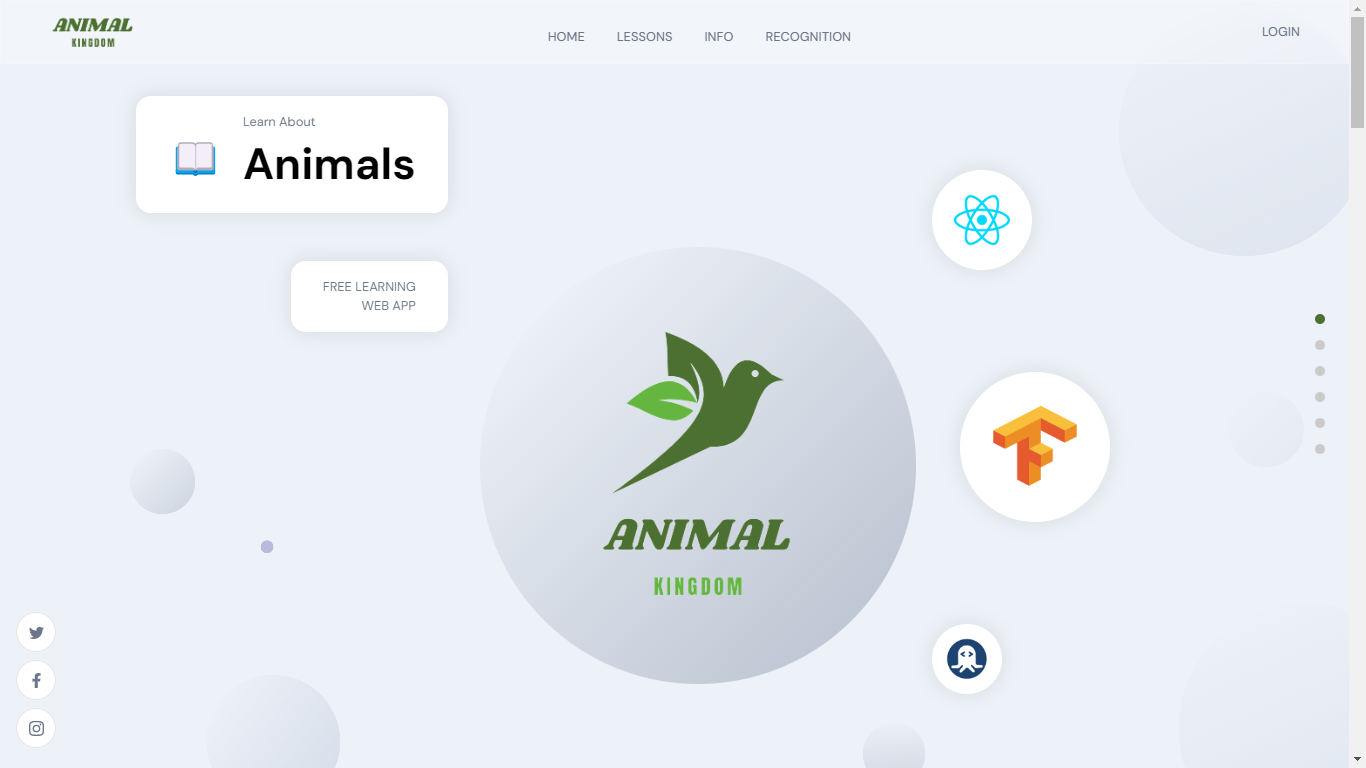 ANIMAL
KINGDOM
HOME
LESSONS
INFO
RECOGNITION
LOGIN
Learn About
Animals
FREE LEARNING
WEB APP
ANIMAL
KINGDOM